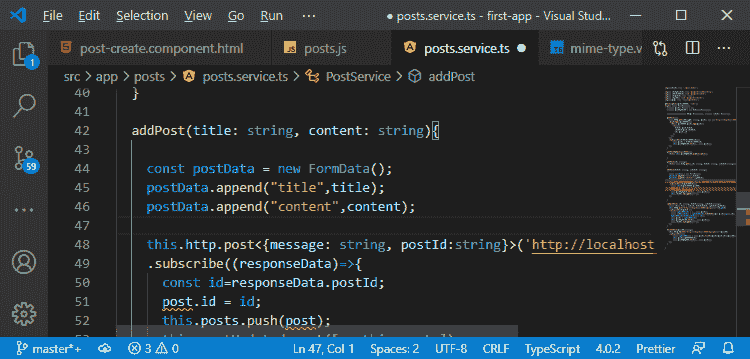 File Edit Selection View Go Run ... posts.service.ts - first-app - Visual Stud...
post-create.component.html posts.js posts.service.ts mime-type.v
src > app > posts > posts.service.ts > PostService > addPost
40 }
41
42 addPost(title: string, content: string){
43
44 const postData = new FormData();
45 postData.append("title",title);
46 postData.append("content",content);
47
48 this.http.post<{message: string, postId:string}>('http://localhost
49 .subscribe((responseData)=>{
50 const id=responseData.postId;
51 post.id = id;
52 this.posts.push(post);
1
59
master*+ 3 0 Ln 47, Col 1 Spaces: 2 UTF-8 CRLF TypeScript 4.0.2 Prettier